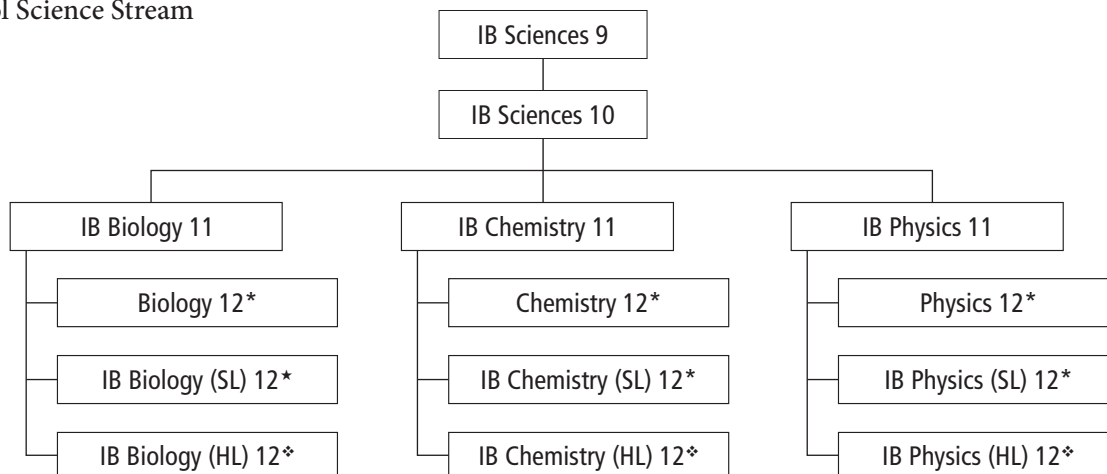 Science Stream
IB Sciences 9
IB Sciences 10
IB Biology 11
IB Chemistry 11
IB Physics 11
Biology 12*
Chemistry 12*
Physics 12*
IB Biology (SL) 12★
IB Chemistry (SL) 12*
IB Physics (SL) 12*
IB Biology (HL) 12❖
IB Chemistry (HL) 12❖
IB Physics (HL) 12❖